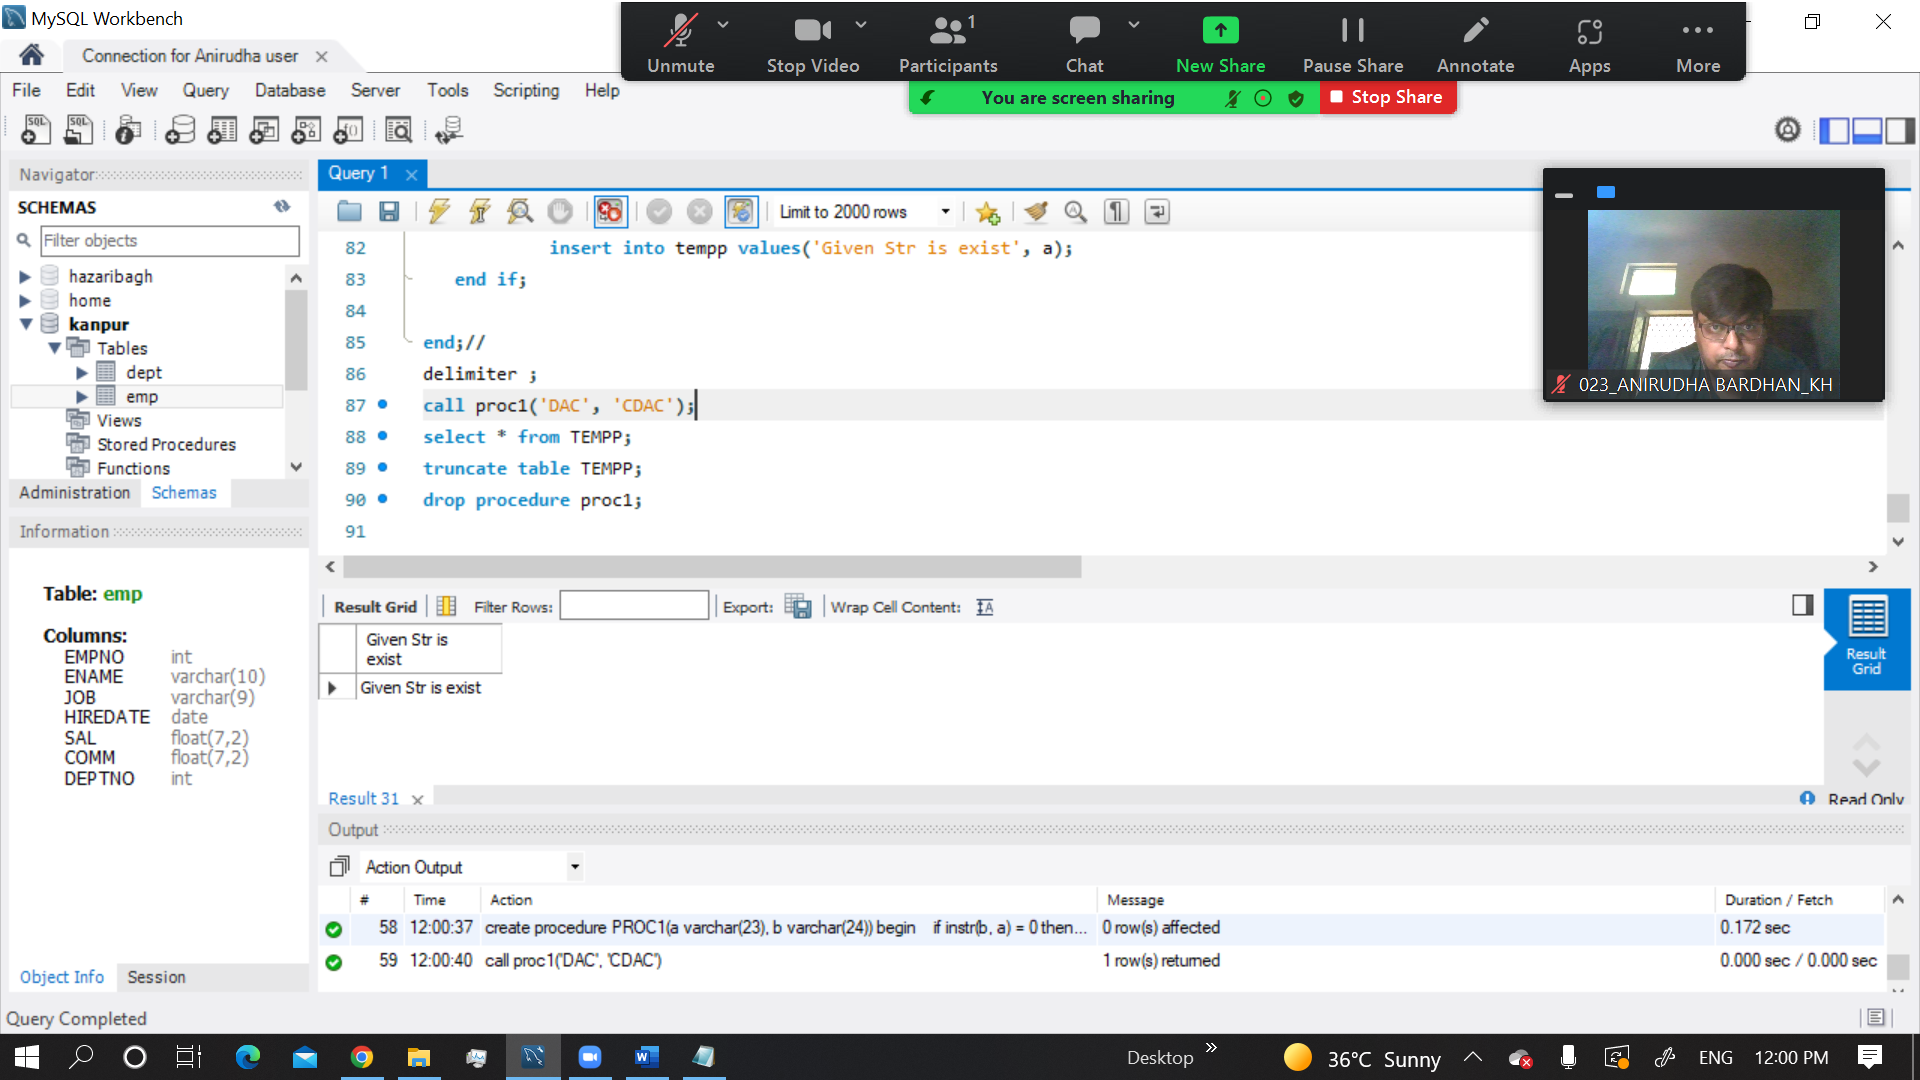 MySQL Workbench
Connection for Anirudha user
Unmute
Stop Video
1
Participants
Chat
New Share
Pause Share
Annotate
Apps
More
You are screen sharing
Stop Share
File Edit View Query Database Server Tools Scripting Help
Navigator
SCHEMAS
Filter objects
hazaribagh
home
kanpur
Tables
dept
emp
Views
Stored Procedures
Functions
Administration Schemas
Information
Table: emp
Columns:
EMPNO int
ENAME varchar(10)
JOB varchar(9)
HIREDATE date
SAL float(7,2)
COMM float(7,2)
DEPTNO int
Object Info Session
Query 1
Limit to 2000 rows
82 insert into tempp values('Given Str is exist', a);
83 end if;
84
85 end;//
86 delimiter ;
87 call proc1('DAC', 'CDAC');
88 select * from TEMPP;
89 truncate table TEMPP;
90 drop procedure proc1;
91
023_ANIRUDHA BARDHAN_KH
Result Grid Filter Rows: Export: Wrap Cell Content:
Given Str is
exist
Given Str is exist
Result
Grid
Result 31
Read Only
Output
Action Output
# Time Action Message Duration / Fetch
58 12:00:37 create procedure PROC1(a varchar(23), b varchar(24)) begin if instr(b, a) = 0 then... 0 row(s) affected 0.172 sec
59 12:00:40 call proc1('DAC', 'CDAC') 1 row(s) returned 0.000 sec / 0.000 sec
Query Completed
Desktop
36°C Sunny
ENG
12:00 PM